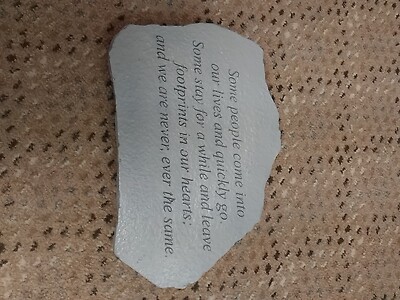 Some people come into
our lives and quickly go.
Some stay for a while and leave
footprints in our hearts;
and we are never, ever the same.